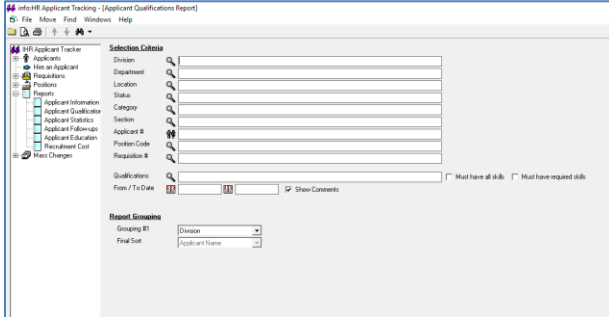 info:HR Applicant Tracking - [Applicant Qualifications Report]
File Move Find Windows Help
IHR Applicant Tracker
Applicants
Hire an Applicant
Requisitions
Positions
Reports
Applicant Information
Applicant Qualification
Applicant Statistics
Applicant Follow-ups
Applicant Education
Recruitment Cost
Mass Changes
Selection Criteria
Division
Department
Location
Status
Category
Section
Applicant #
Position Code
Requisition #
Qualifications Must have all skills Must have required skills
From / To Date Show Comments
Report Grouping
Grouping #1 Division
Final Sort Applicant Name